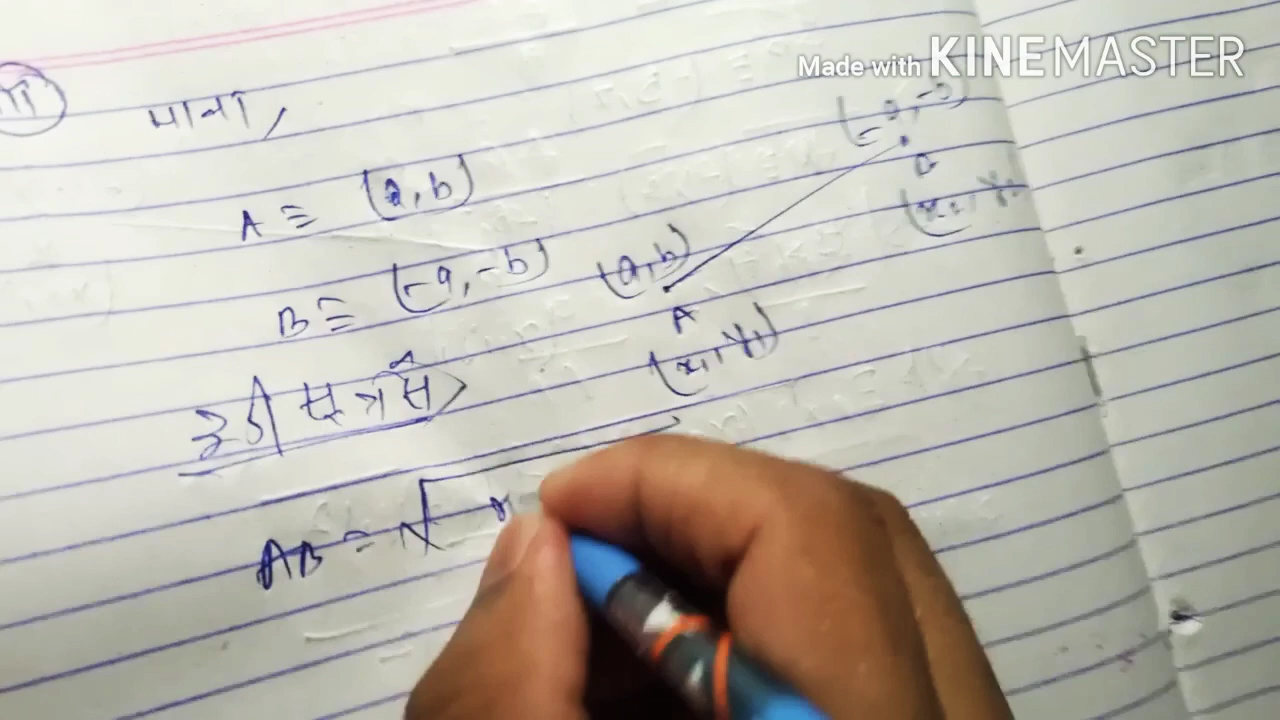 Made with KINEMASTER
माना,
A ≡ (a, b)
B ≡ (-a, -b)
(-a, -b)
B
(x₂, y₂
(a, b)
A
(x₁, y₁)
सूत्र से
AB = √